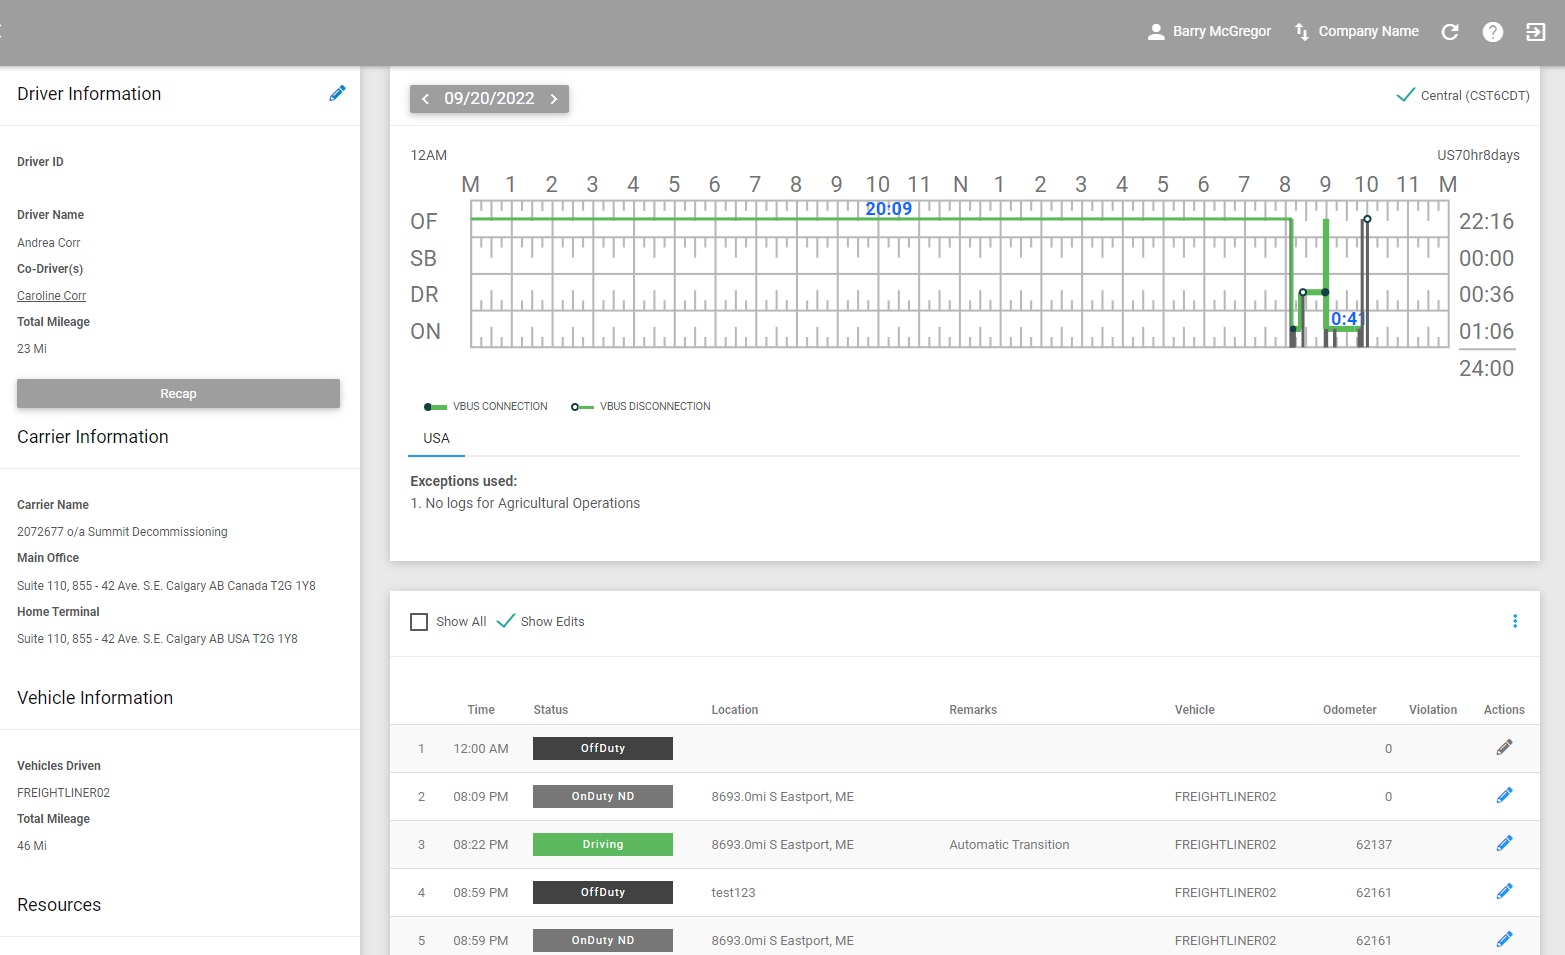 Barry McGregor Company Name
Driver Information
Driver ID
Driver Name
Andrea Corr
Co-Driver(s)
Caroline Corr
Total Mileage
23 Mi
Recap
Carrier Information
Carrier Name
2072677 o/a Summit Decommissioning
Main Office
Suite 110, 855 - 42 Ave. S.E. Calgary AB Canada T2G 1Y8
Home Terminal
Suite 110, 855 - 42 Ave. S.E. Calgary AB USA T2G 1Y8
Vehicle Information
Vehicles Driven
FREIGHTLINER02
Total Mileage
46 Mi
Resources
09/20/2022 Central (CST6CDT)
12AM US70hr8days
M 1 2 3 4 5 6 7 8 9 10 11 N 1 2 3 4 5 6 7 8 9 10 11 M
20:09
OF 22:16
SB 00:00
DR 00:36
0:41
ON 01:06
24:00
VBUS CONNECTION VBUS DISCONNECTION
USA
Exceptions used:
1. No logs for Agricultural Operations
Show All Show Edits
Time Status Location Remarks Vehicle Odometer Violation Actions
1 12:00 AM OffDuty 0
2 08:09 PM OnDuty ND 8693.0mi S Eastport, ME FREIGHTLINER02 0
3 08:22 PM Driving 8693.0mi S Eastport, ME Automatic Transition FREIGHTLINER02 62137
4 08:59 PM OffDuty test123 FREIGHTLINER02 62161
5 08:59 PM OnDuty ND 8693.0mi S Eastport, ME FREIGHTLINER02 62161